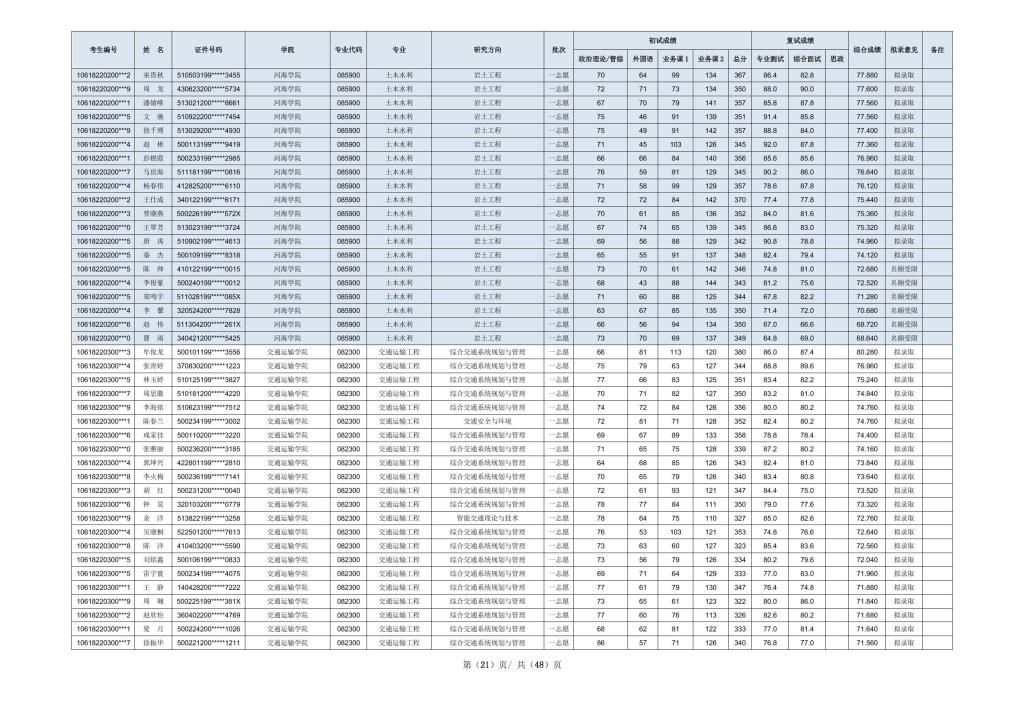 考生编号 姓 名 证件号码 学院 专业代码 专业 研究方向 批次 初试成绩 复试成绩 综合成绩 拟录意见 备注
政治理论/管综 外国语 业务课1 业务课2 总分 专业测试 综合面试 思政
10618220200***2 巫贵秋 510503199*****3455 河海学院 085900 土木水利 岩土工程 一志愿 70 64 99 134 367 86.4 82.8 77.880 拟录取
10618220200***9 周 龙 430623200*****5734 河海学院 085900 土木水利 岩土工程 一志愿 72 71 73 134 350 88.0 90.0 77.600 拟录取
10618220200***1 潘婧唯 513021200*****8661 河海学院 085900 土木水利 岩土工程 一志愿 67 70 79 141 357 85.8 87.8 77.560 拟录取
10618220200***5 文 驰 510922200*****7454 河海学院 085900 土木水利 岩土工程 一志愿 75 46 91 139 351 91.4 85.8 77.560 拟录取
10618220200***9 徐千博 513029200*****4930 河海学院 085900 土木水利 岩土工程 一志愿 75 49 91 142 357 88.8 84.0 77.400 拟录取
10618220200***4 赵 彬 500113199*****9419 河海学院 085900 土木水利 岩土工程 一志愿 71 45 103 126 345 92.0 87.8 77.360 拟录取
10618220200***1 彭银霞 500233199*****2985 河海学院 085900 土木水利 岩土工程 一志愿 66 66 84 140 356 85.6 85.6 76.960 拟录取
10618220200***7 马世海 511181199*****0816 河海学院 085900 土木水利 岩土工程 一志愿 76 59 81 129 345 90.2 86.0 76.640 拟录取
10618220200***4 杨春伟 412825200*****6110 河海学院 085900 土木水利 岩土工程 一志愿 71 58 99 129 357 78.6 87.8 76.120 拟录取
10618220200***2 王仕成 340122199*****6171 河海学院 085900 土木水利 岩土工程 一志愿 72 72 84 142 370 77.4 77.8 75.440 拟录取
10618220200***3 曾晓燕 500226199*****572X 河海学院 085900 土木水利 岩土工程 一志愿 70 61 85 136 352 84.0 81.6 75.360 拟录取
10618220200***0 王翠芳 513023199*****3724 河海学院 085900 土木水利 岩土工程 一志愿 67 74 65 139 345 86.6 83.0 75.320 拟录取
10618220200***5 唐 禹 510902199*****4613 河海学院 085900 土木水利 岩土工程 一志愿 69 56 88 129 342 90.8 78.8 74.960 拟录取
10618220200***5 秦 杰 500109199*****8318 河海学院 085900 土木水利 岩土工程 一志愿 65 55 91 137 348 82.4 79.4 74.120 拟录取
10618220200***5 陈 帅 410122199*****0015 河海学院 085900 土木水利 岩土工程 一志愿 73 70 61 142 346 74.8 81.0 72.680 名额受限
10618220200***4 李俊豪 500240199*****0012 河海学院 085900 土木水利 岩土工程 一志愿 68 43 88 144 343 81.2 75.6 72.520 名额受限
10618220200***5 郑鸣宇 511028199*****085X 河海学院 085900 土木水利 岩土工程 一志愿 71 60 88 125 344 67.8 82.2 71.280 名额受限
10618220200***4 李 馨 320524199*****7828 河海学院 085900 土木水利 岩土工程 一志愿 63 67 85 135 350 71.4 72.0 70.680 名额受限
10618220200***6 赵 伟 511304200*****261X 河海学院 085900 土木水利 岩土工程 一志愿 66 56 94 134 350 67.0 66.6 68.720 名额受限
10618220200***0 曹 雨 340421200*****5425 河海学院 085900 土木水利 岩土工程 一志愿 73 70 69 137 349 64.8 69.0 68.640 名额受限
10618220300***3 牟俊龙 500101199*****3556 交通运输学院 082300 交通运输工程 综合交通系统规划与管理 一志愿 66 81 113 120 380 86.0 87.4 80.280 拟录取
10618220300***4 张青婷 370830200*****1223 交通运输学院 082300 交通运输工程 综合交通系统规划与管理 一志愿 75 79 63 127 344 88.8 89.6 76.960 拟录取
10618220300***5 林玉婷 510125199*****3827 交通运输学院 082300 交通运输工程 综合交通系统规划与管理 一志愿 77 66 83 125 351 83.4 82.2 75.240 拟录取
10618220300***7 周思徽 510181200*****4220 交通运输学院 082300 交通运输工程 综合交通系统规划与管理 一志愿 70 71 82 127 350 83.2 81.0 74.840 拟录取
10618220300***9 李海铭 510623199*****7512 交通运输学院 082300 交通运输工程 综合交通系统规划与管理 一志愿 74 72 84 126 356 80.0 80.2 74.760 拟录取
10618220300***1 陈春兰 500234199*****3002 交通运输学院 082300 交通运输工程 交通安全与环境 一志愿 72 81 71 128 352 82.4 80.2 74.760 拟录取
10618220300***6 成家佳 500110200*****3220 交通运输学院 082300 交通运输工程 综合交通系统规划与管理 一志愿 69 67 89 133 358 78.8 78.4 74.400 拟录取
10618220300***0 张雅丽 500236199*****3185 交通运输学院 082300 交通运输工程 综合交通系统规划与管理 一志愿 71 65 75 128 339 87.2 80.2 74.160 拟录取
10618220300***4 郭坤兴 422801199*****2810 交通运输学院 082300 交通运输工程 综合交通系统规划与管理 一志愿 64 68 85 126 343 82.4 81.0 73.840 拟录取
10618220300***8 李火梅 500236199*****7141 交通运输学院 082300 交通运输工程 综合交通系统规划与管理 一志愿 70 65 79 126 340 83.4 80.8 73.640 拟录取
10618220300***3 胡 红 500231200*****0040 交通运输学院 082300 交通运输工程 综合交通系统规划与管理 一志愿 72 61 93 121 347 84.4 75.0 73.520 拟录取
10618220300***6 钟 昊 320103200*****0779 交通运输学院 082300 交通运输工程 综合交通系统规划与管理 一志愿 78 77 84 111 350 79.0 77.6 73.320 拟录取
10618220300***9 余 洋 513822199*****3258 交通运输学院 082300 交通运输工程 智能交通理论与技术 一志愿 78 64 75 110 327 85.0 82.6 72.760 拟录取
10618220300***4 吴晓桐 522501200*****7613 交通运输学院 082300 交通运输工程 综合交通系统规划与管理 一志愿 76 53 103 121 353 74.8 76.6 72.640 拟录取
10618220300***8 陈 洋 410403200*****5590 交通运输学院 082300 交通运输工程 综合交通系统规划与管理 一志愿 73 63 60 127 323 85.4 83.6 72.560 拟录取
10618220300***5 刘铭鑫 500106199*****0833 交通运输学院 082300 交通运输工程 综合交通系统规划与管理 一志愿 73 56 79 126 334 80.2 79.6 72.040 拟录取
10618220300***5 雷宇寰 500234199*****4075 交通运输学院 082300 交通运输工程 综合交通系统规划与管理 一志愿 69 71 64 129 333 77.0 83.0 71.960 拟录取
10618220300***1 王 静 140428200*****7222 交通运输学院 082300 交通运输工程 综合交通系统规划与管理 一志愿 77 61 79 130 347 76.4 74.8 71.880 拟录取
10618220300***9 周 翱 500225199*****381X 交通运输学院 082300 交通运输工程 综合交通系统规划与管理 一志愿 73 65 61 123 322 80.0 86.0 71.840 拟录取
10618220300***2 赵欣怡 360402200*****4769 交通运输学院 082300 交通运输工程 综合交通系统规划与管理 一志愿 77 60 76 113 326 82.6 80.2 71.680 拟录取
10618220300***1 夏 月 500224200*****1026 交通运输学院 082300 交通运输工程 综合交通系统规划与管理 一志愿 68 62 81 122 333 77.0 81.4 71.640 拟录取
10618220300***7 徐振华 500221200*****1211 交通运输学院 082300 交通运输工程 综合交通系统规划与管理 一志愿 86 57 71 126 340 76.8 77.0 71.560 拟录取
第（21）页/ 共（48）页